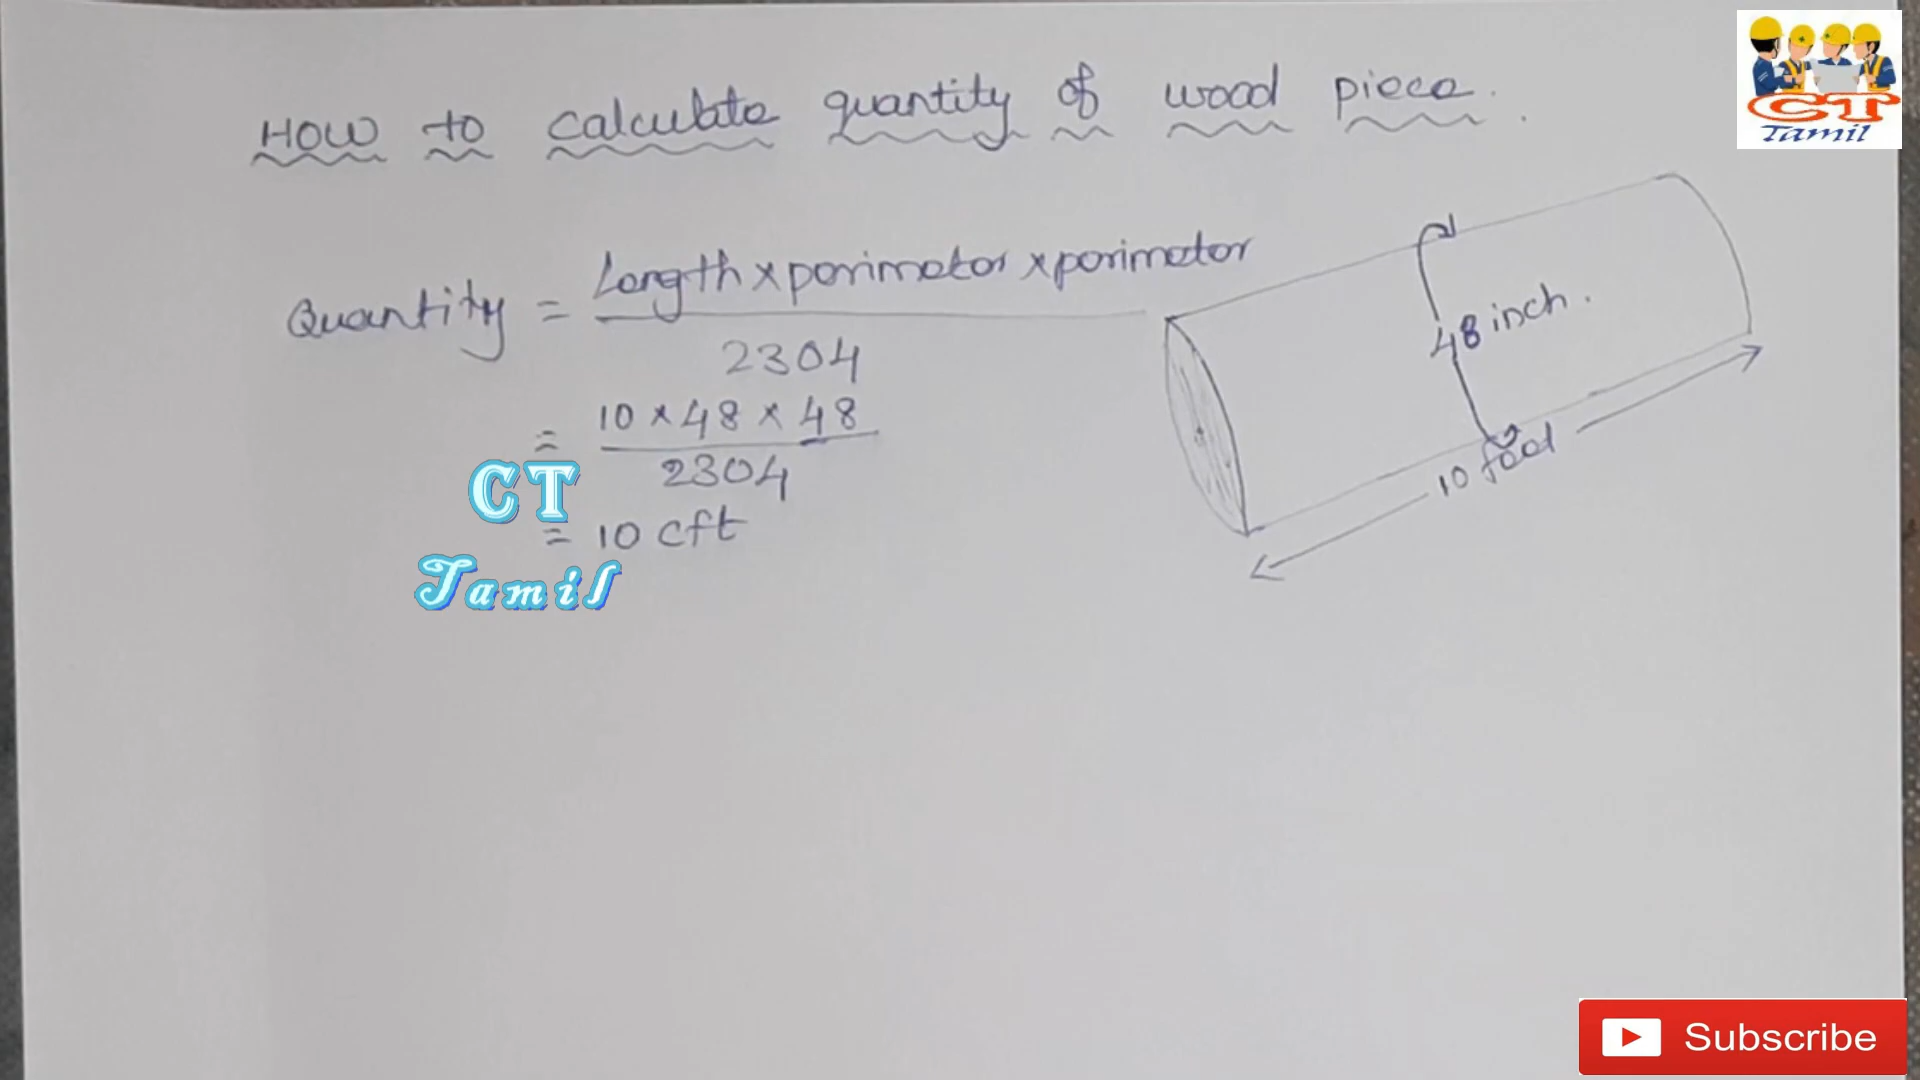 HOW to calculate quantity of wood piece.
CT
Tamil
Quantity = Length x perimeter x perimeter
2304
= 10 x 48 x 48
2304
= 10 cft
48 inch.
10 feet
CT
Tamil
Subscribe